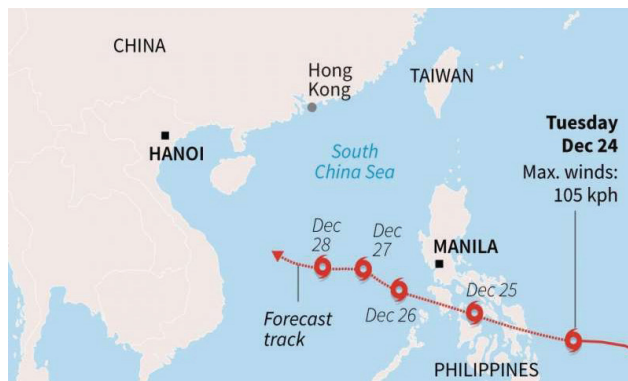 CHINA
Hong
Kong
TAIWAN
HANOI
Tuesday
Dec 24
Max. winds:
105 kph
South
China Sea
Dec
28
Dec
27
MANILA
Dec 25
Dec 26
Forecast
track
PHILIPPINES